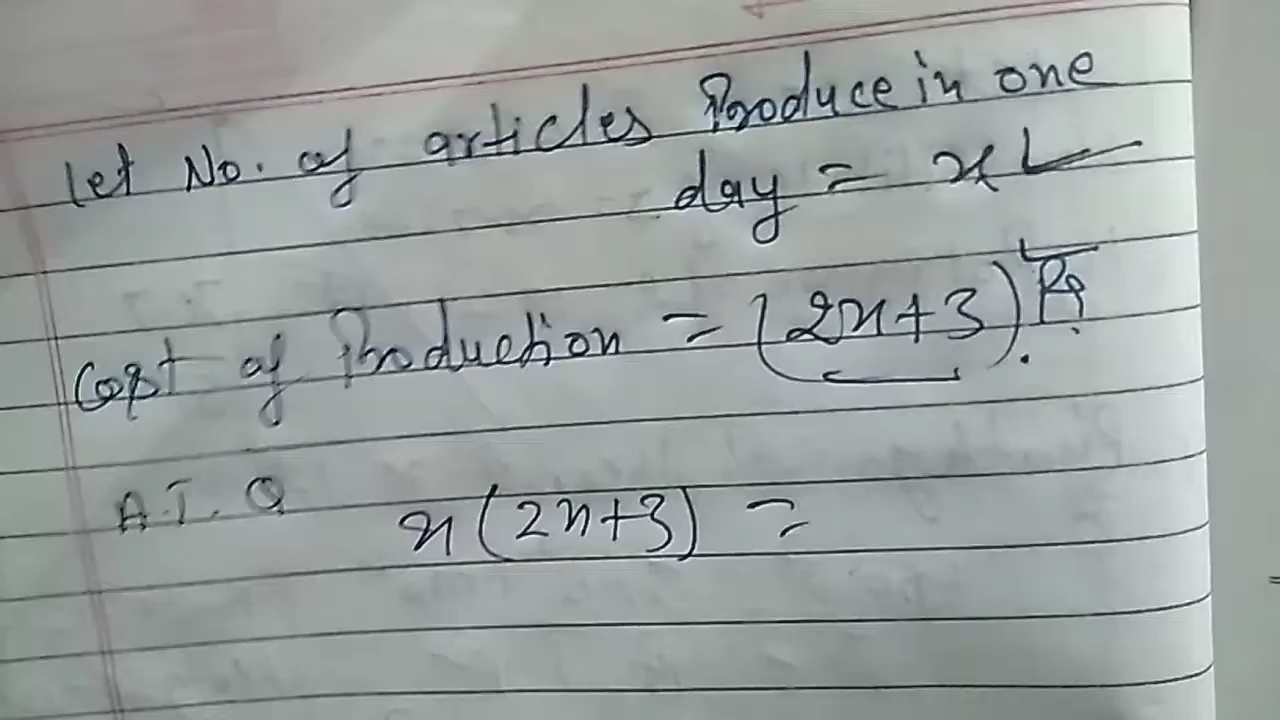 let No. of articles Produce in one
day = x
Cost of Production = (2x+3) Rs.
A.T.Q x(2x+3) =